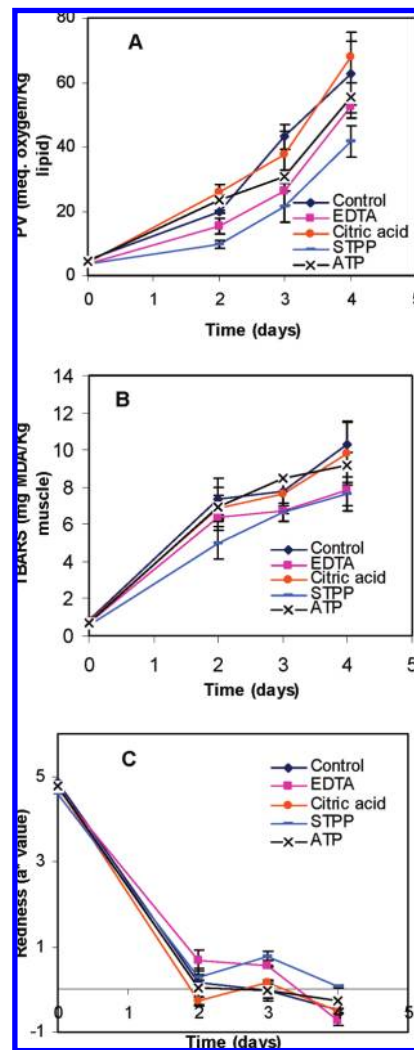 A
PV (meq. oxygen/Kg
lipid)
80
60
40
20
0
0 1 2 3 4 5
Time (days)
Control
EDTA
Citric acid
STPP
ATP
B
TBARS (mg MDA/Kg
muscle)
14
12
10
8
6
4
2
0
0 1 2 3 4 5
Time (days)
Control
EDTA
Citric acid
STPP
ATP
C
Redness (a* value)
5
3
1
-1
0 1 2 3 4 5
Time (days)
Control
EDTA
Citric acid
STPP
ATP